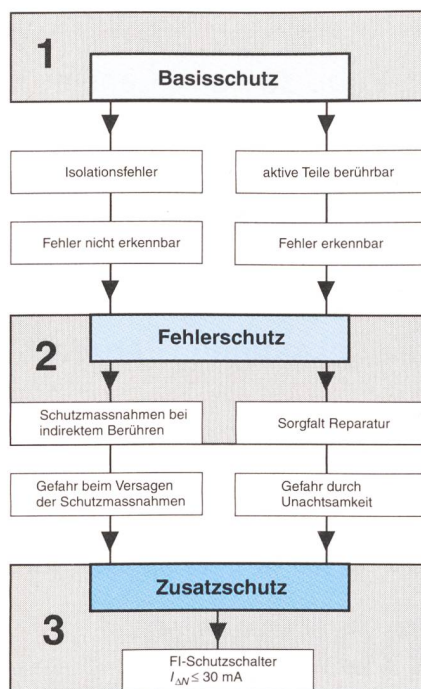 1
Basisschutz
Isolationsfehler
aktive Teile berührbar
Fehler nicht erkennbar
Fehler erkennbar
Fehlerschutz
2
Schutzmassnahmen bei
indirektem Berühren
Sorgfalt Reparatur
Gefahr beim Versagen
der Schutzmassnahmen
Gefahr durch
Unachtsamkeit
Zusatzschutz
3
FI-Schutzschalter
IΔN ≤ 30 mA